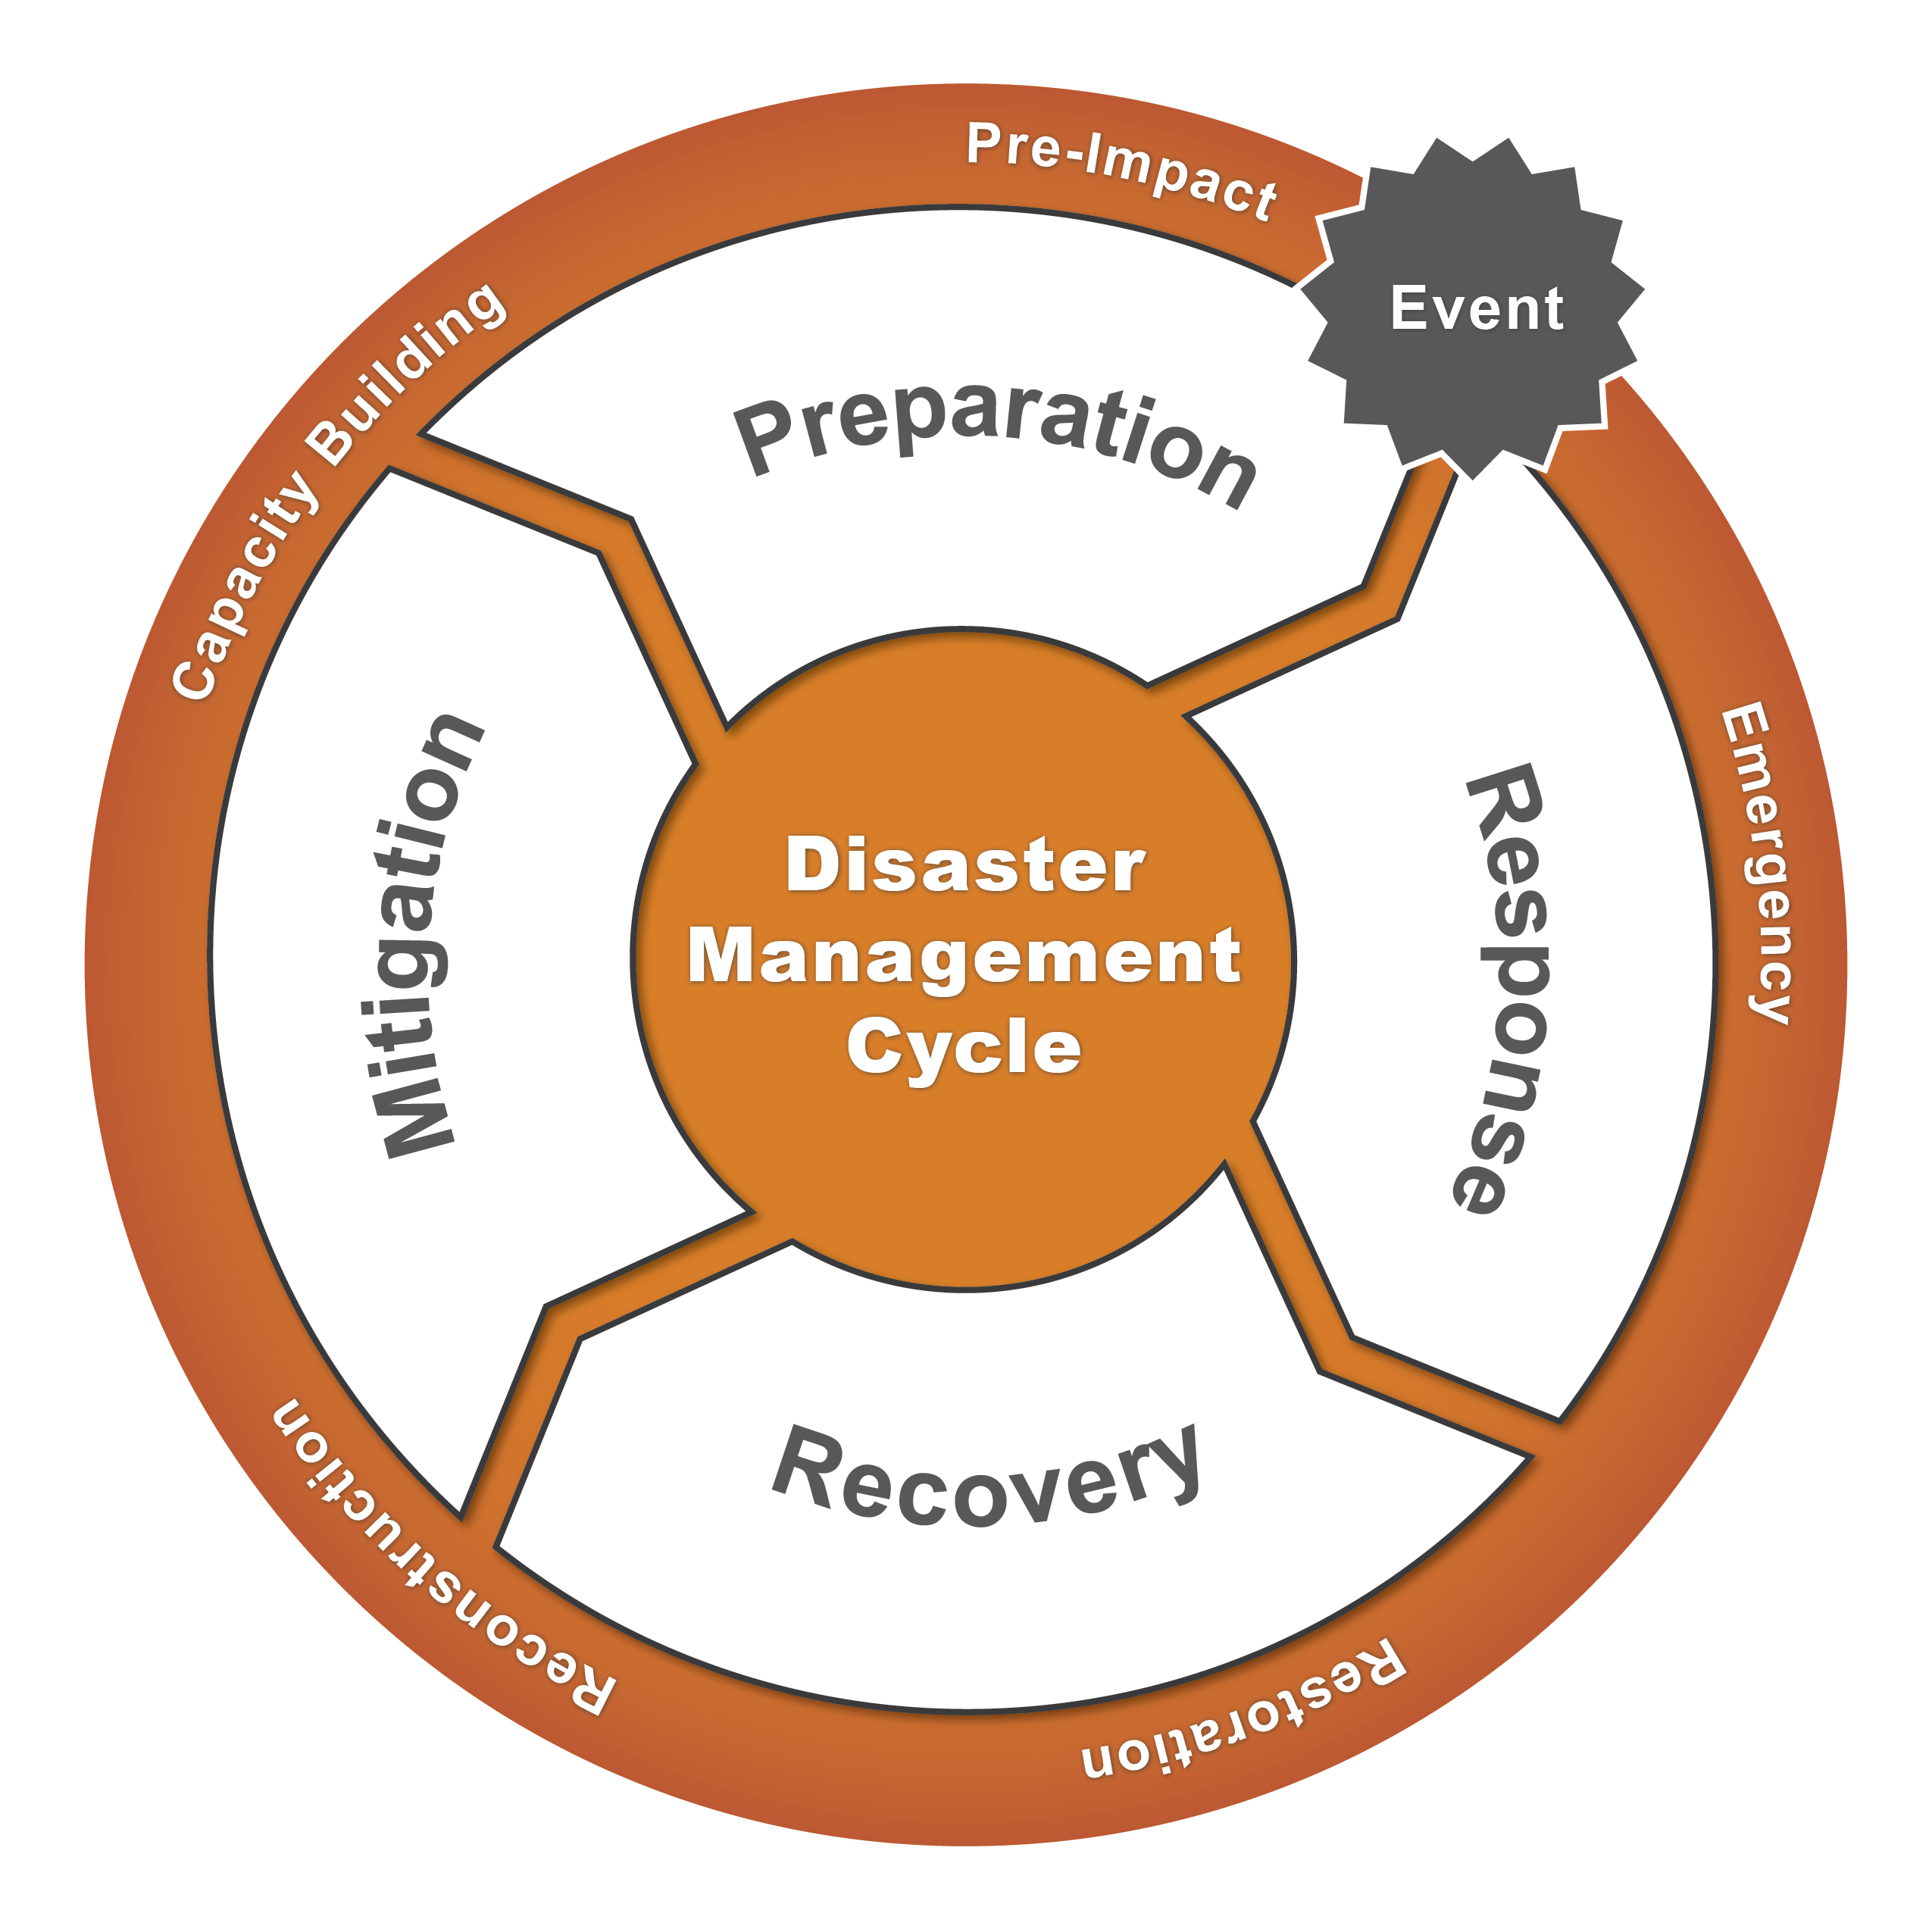 Pre-Impact
Event
Capacity Building
Preparation
Emergency
Mitigation
Response
Disaster
Management
Cycle
Recovery
Reconstruction
Restoration